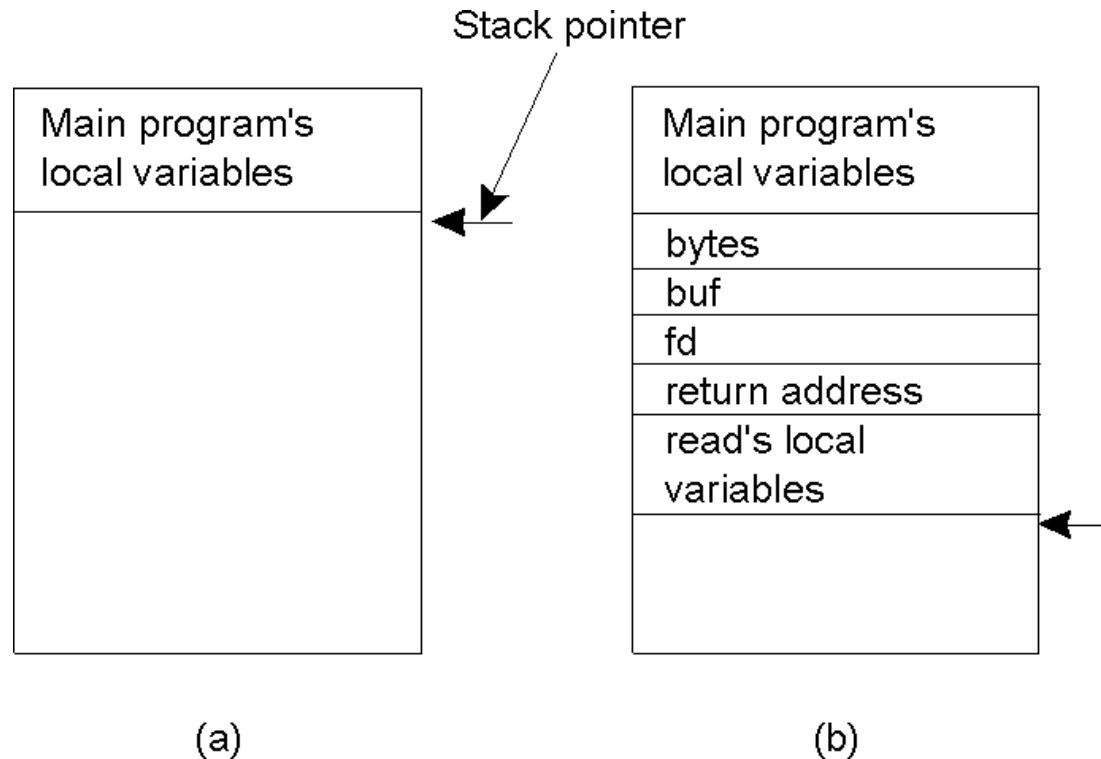 Stack pointer
Main program's
local variables
Main program's
local variables
bytes
buf
fd
return address
read's local
variables
(a)
(b)